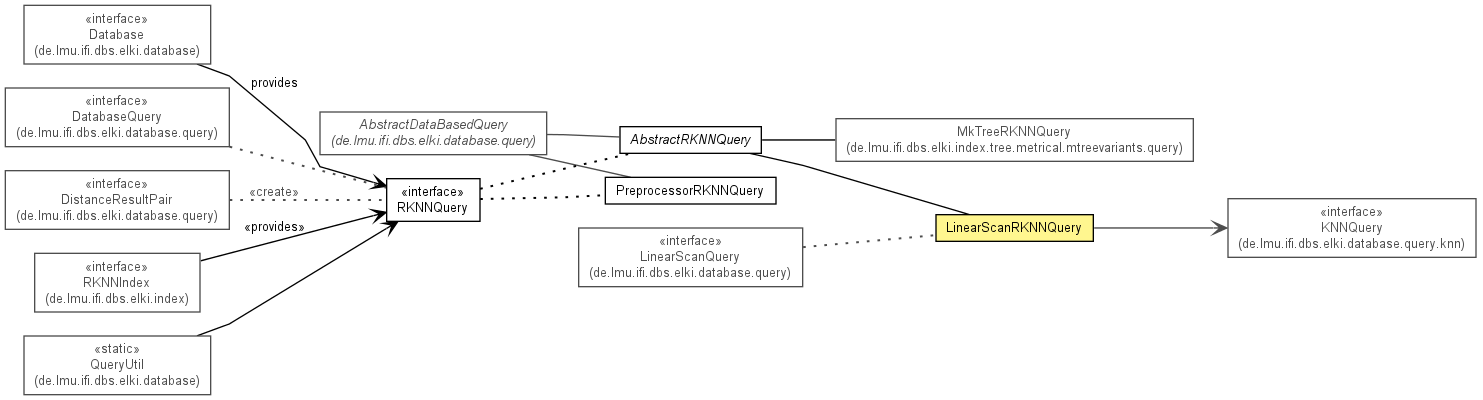 «interface»
Database
(de.lmu.ifi.dbs.elki.database)
provides
«interface»
DatabaseQuery
(de.lmu.ifi.dbs.elki.database.query)
«interface»
DistanceResultPair
(de.lmu.ifi.dbs.elki.database.query)
«create»
«provides»
«interface»
RKNNIndex
(de.lmu.ifi.dbs.elki.index)
«static»
QueryUtil
(de.lmu.ifi.dbs.elki.database)
AbstractDataBasedQuery
(de.lmu.ifi.dbs.elki.database.query)
«interface»
RKNNQuery
AbstractRKNNQuery
PreprocessorRKNNQuery
«interface»
LinearScanQuery
(de.lmu.ifi.dbs.elki.database.query)
MkTreeRKNNQuery
(de.lmu.ifi.dbs.elki.index.tree.metrical.mtreevariants.query)
LinearScanRKNNQuery
«interface»
KNNQuery
(de.lmu.ifi.dbs.elki.database.query.knn)